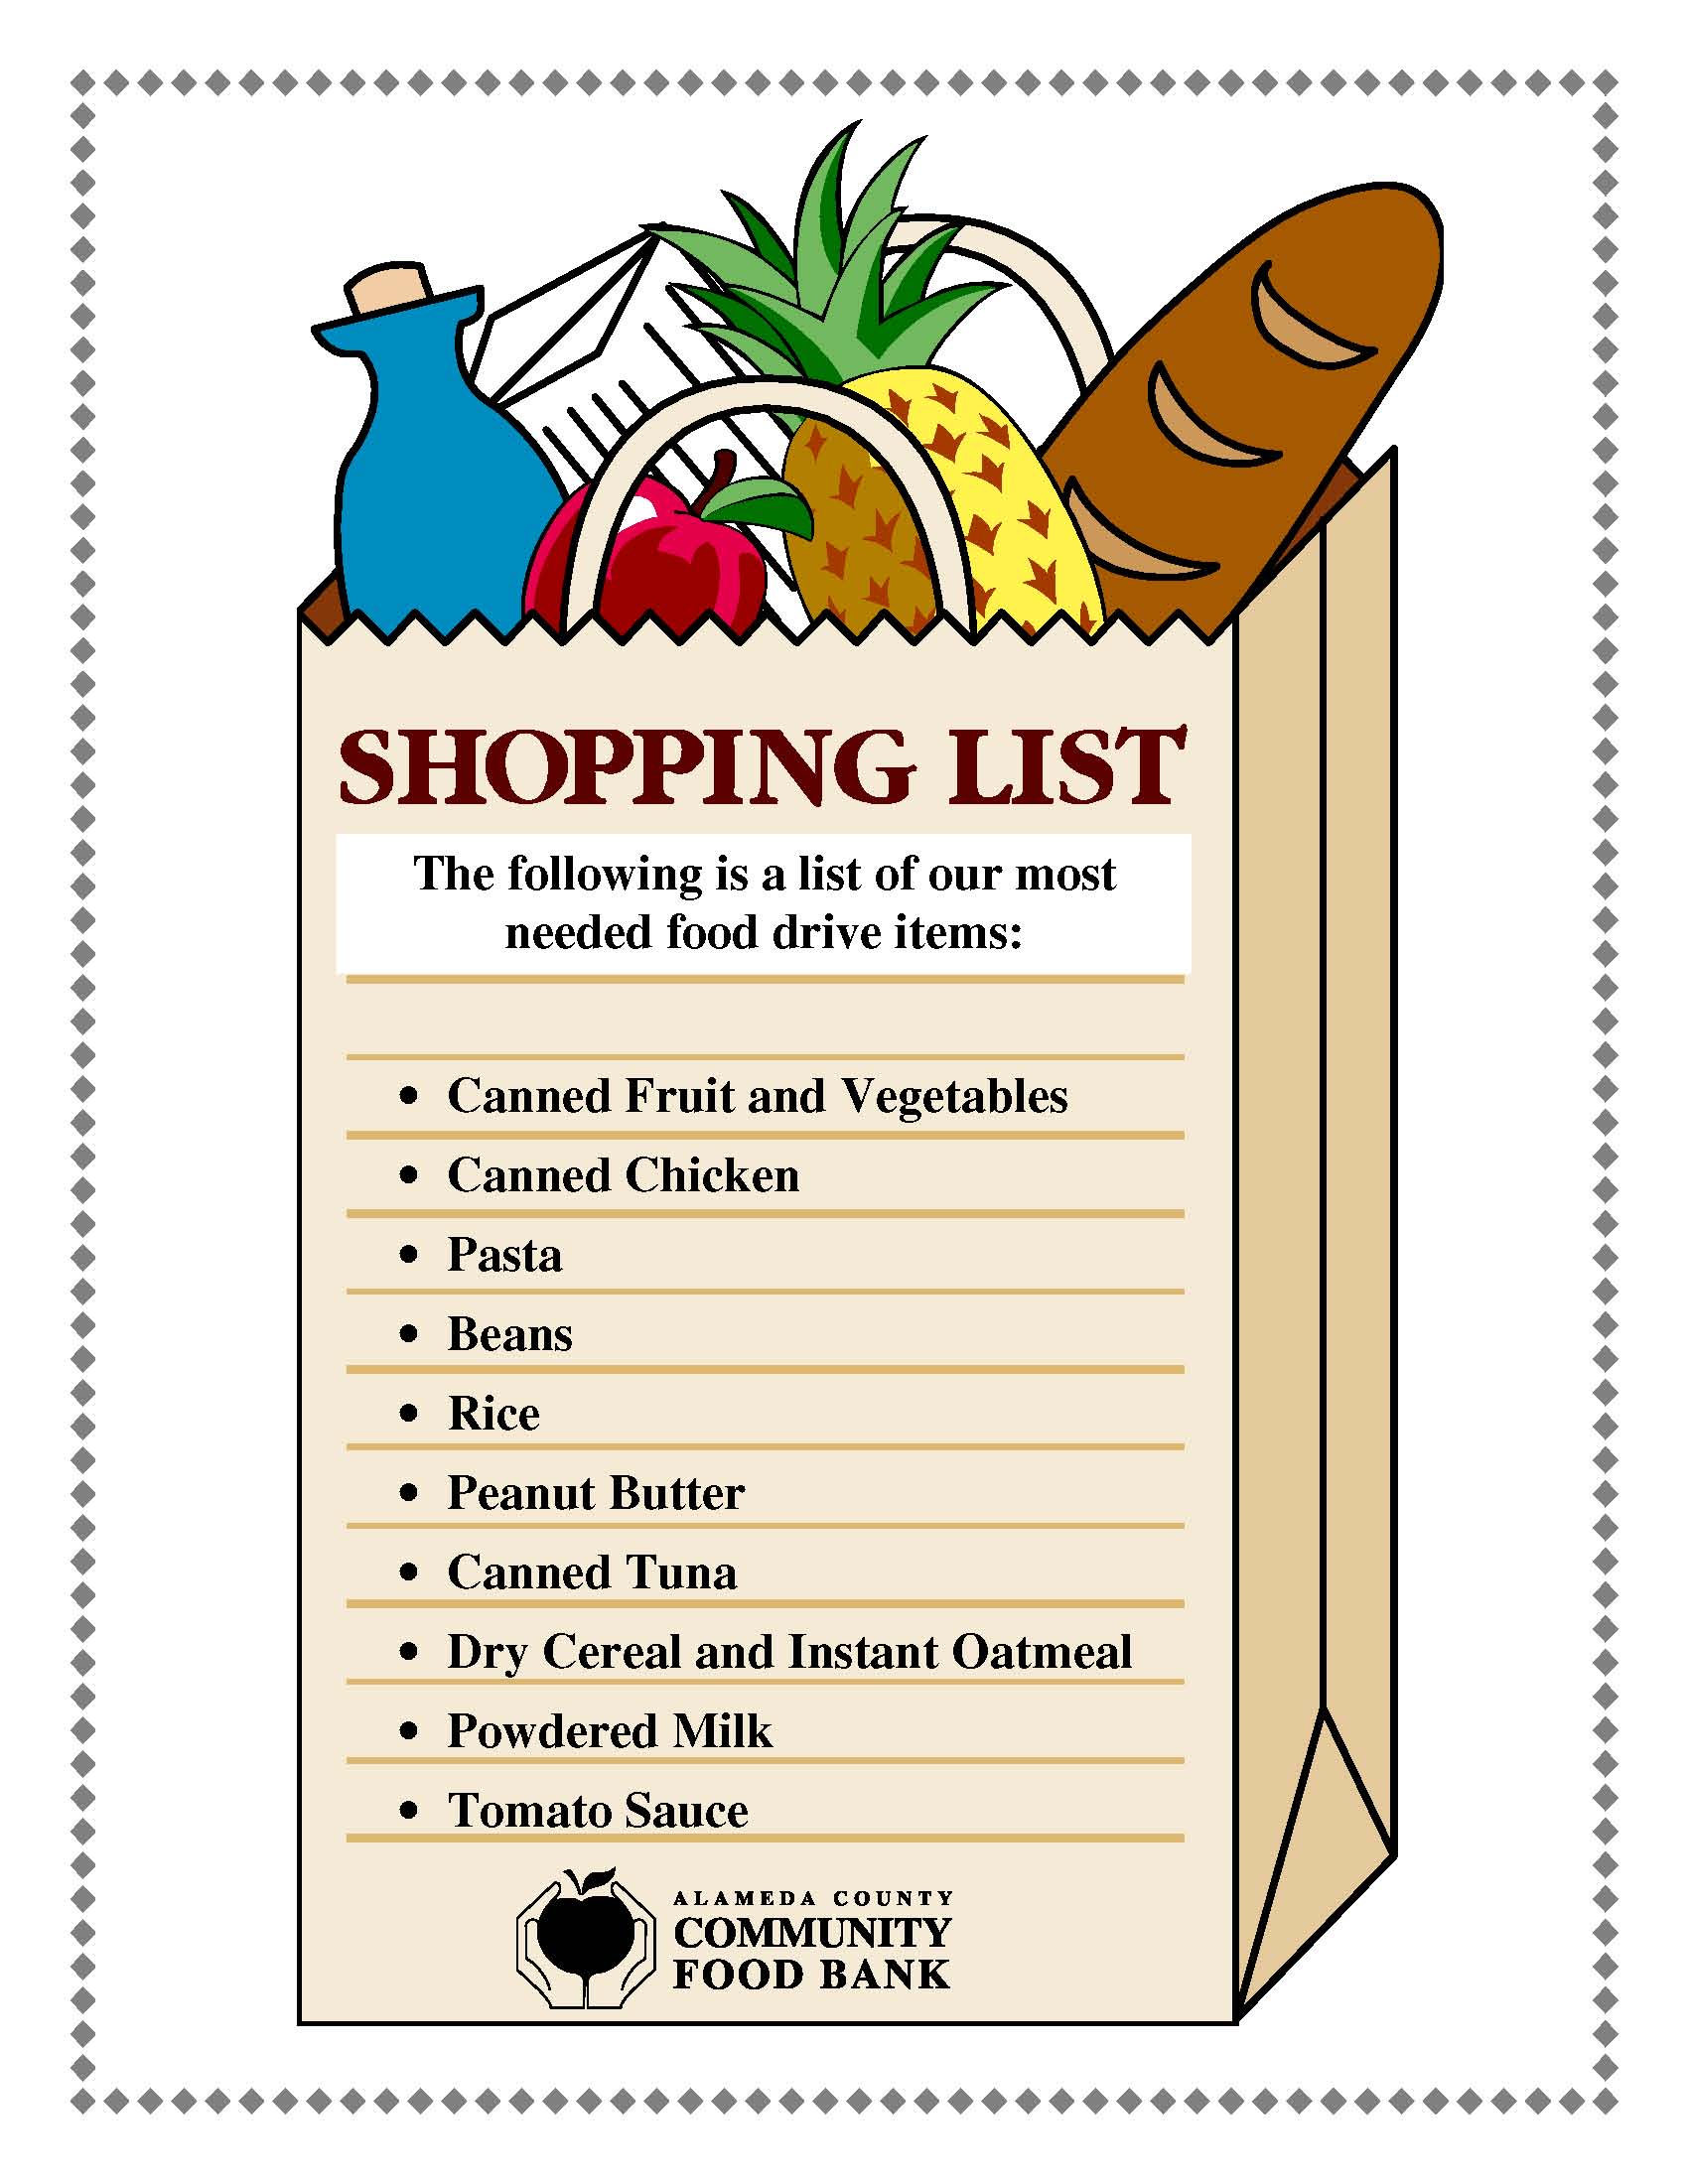 SHOPPING LIST
The following is a list of our most
needed food drive items:
• Canned Fruit and Vegetables
• Canned Chicken
• Pasta
• Beans
• Rice
• Peanut Butter
• Canned Tuna
• Dry Cereal and Instant Oatmeal
• Powdered Milk
• Tomato Sauce
ALAMEDA COUNTY
COMMUNITY
FOOD BANK